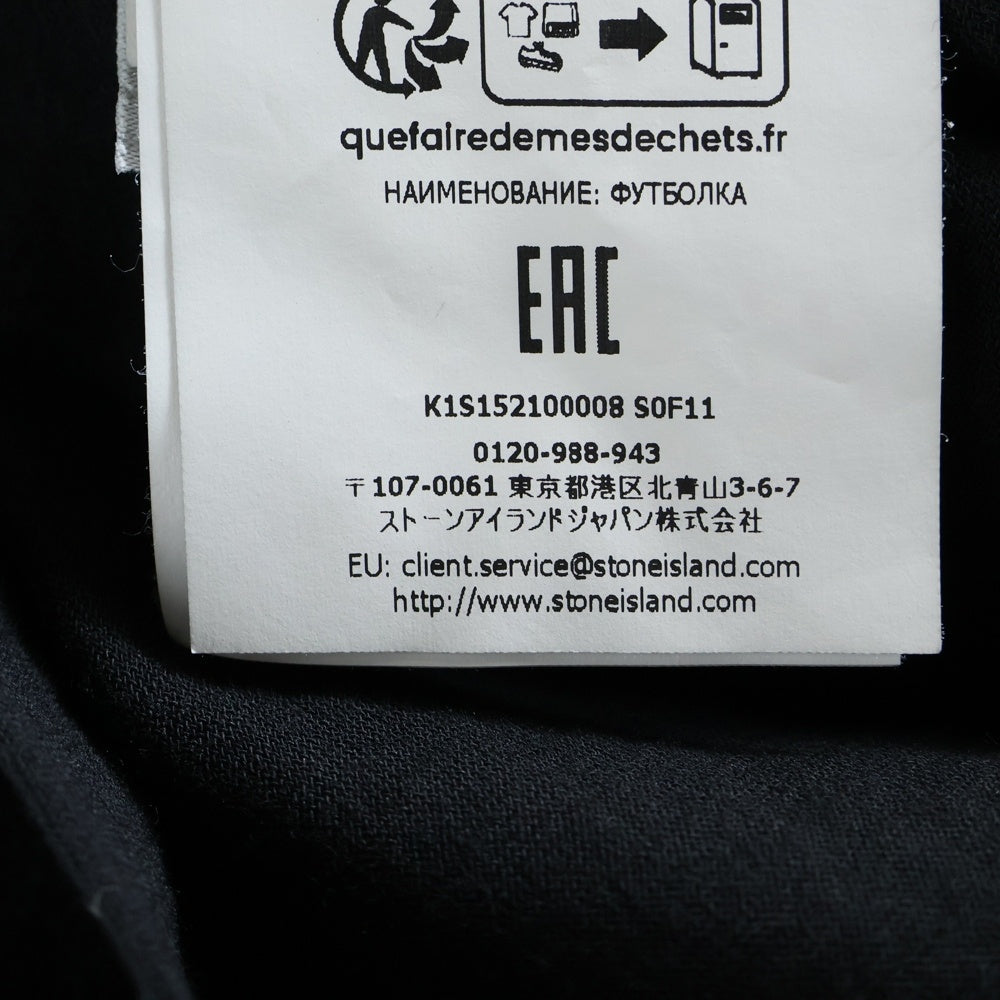 quefairedemesdechets.fr
НАИМЕНОВАНИЕ: ФУТБОЛКА
EAC
K1S152100008 S0F11
0120-988-943
〒107-0061 東京都港区北青山3-6-7
ストーンアイランドジャパン株式会社
EU: client.service@stoneisland.com
http://www.stoneisland.com